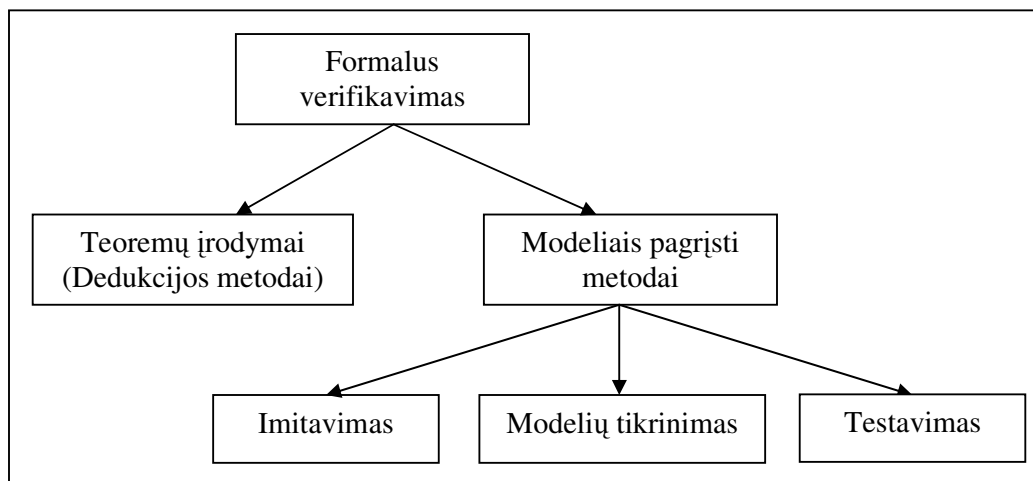 Formalus
verifikavimas
Teoremų įrodymai
(Dedukcijos metodai)
Modeliais pagrįsti
metodai
Imitavimas
Modelių tikrinimas
Testavimas